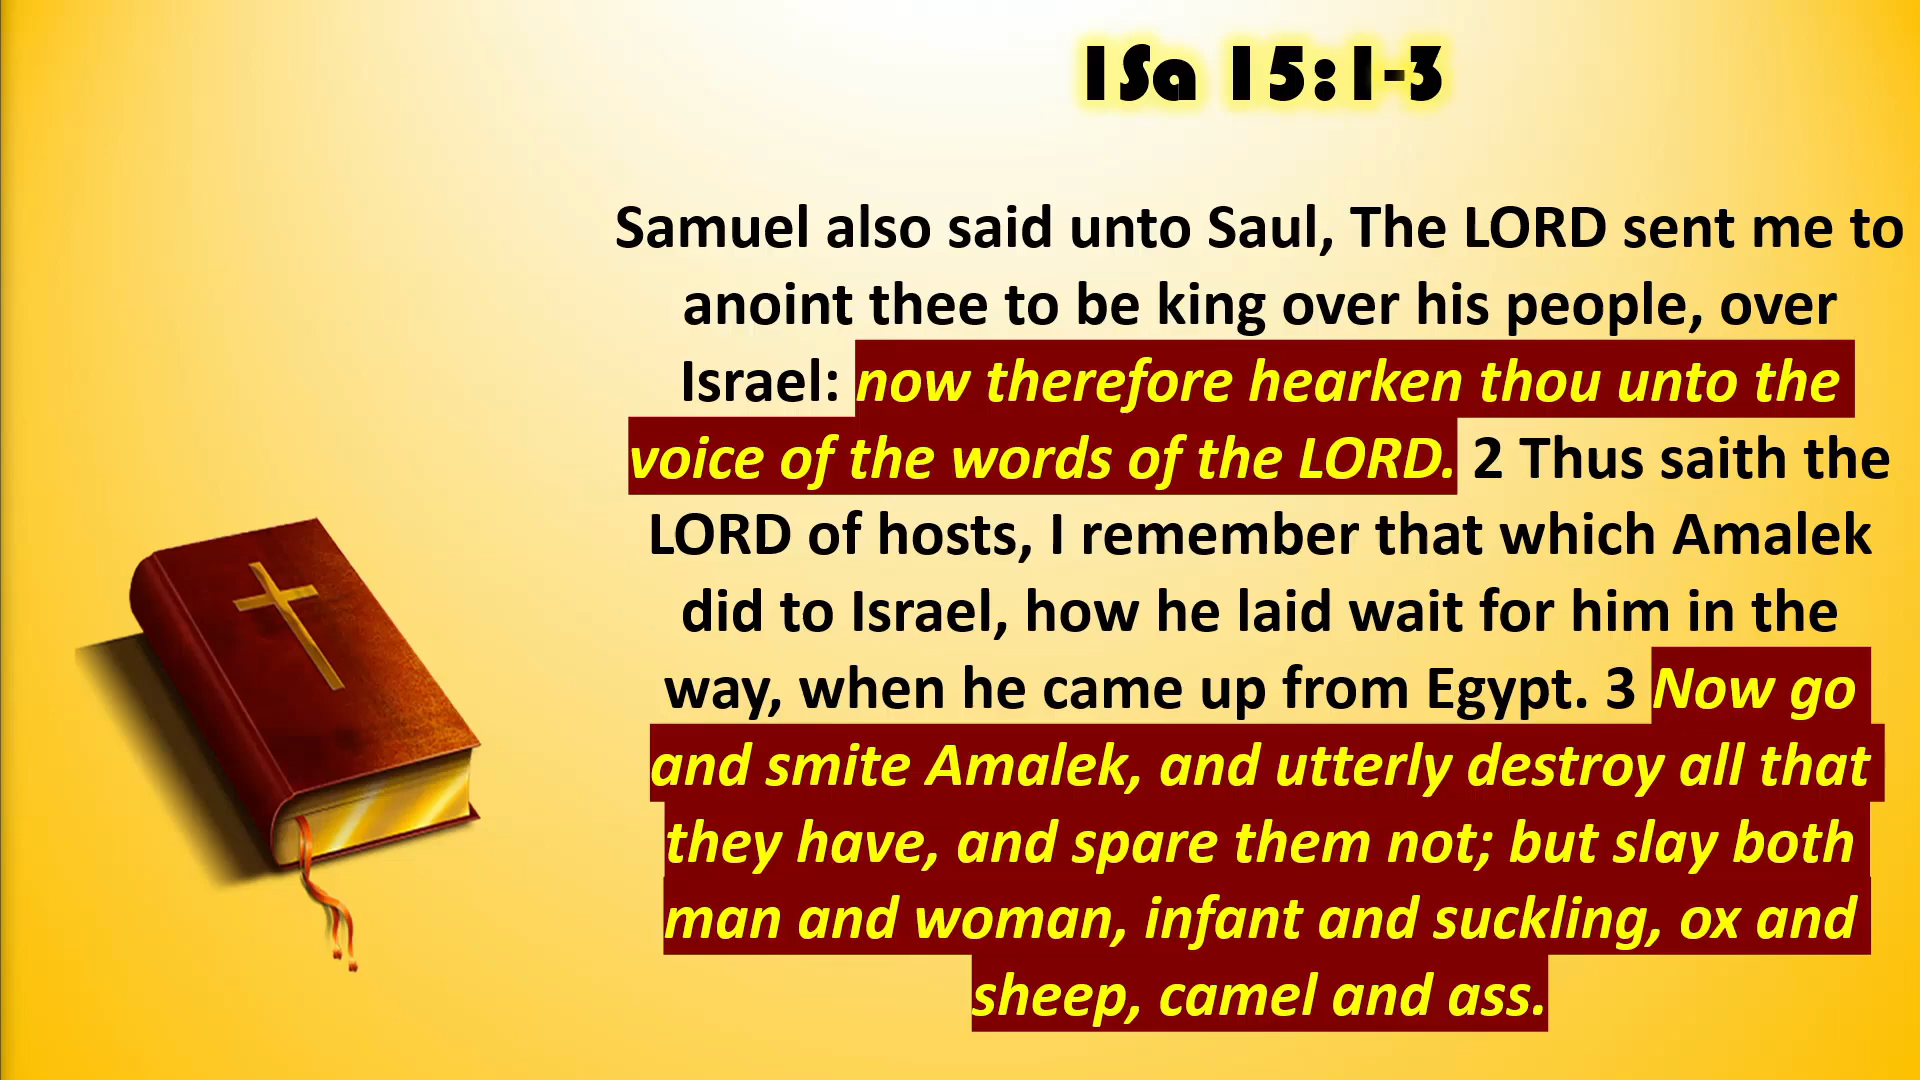 1Sa 15:1-3
Samuel also said unto Saul, The LORD sent me to
anoint thee to be king over his people, over
Israel: now therefore hearken thou unto the
voice of the words of the LORD. 2 Thus saith the
LORD of hosts, I remember that which Amalek
did to Israel, how he laid wait for him in the
way, when he came up from Egypt. 3 Now go
and smite Amalek, and utterly destroy all that
they have, and spare them not; but slay both
man and woman, infant and suckling, ox and
sheep, camel and ass.